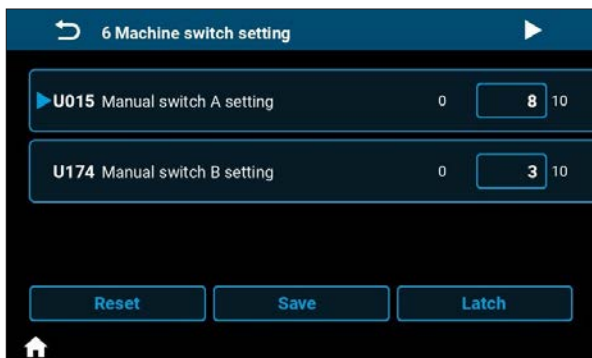 6 Machine switch setting
U015 Manual switch A setting 0 8 10
U174 Manual switch B setting 0 3 10
Reset Save Latch